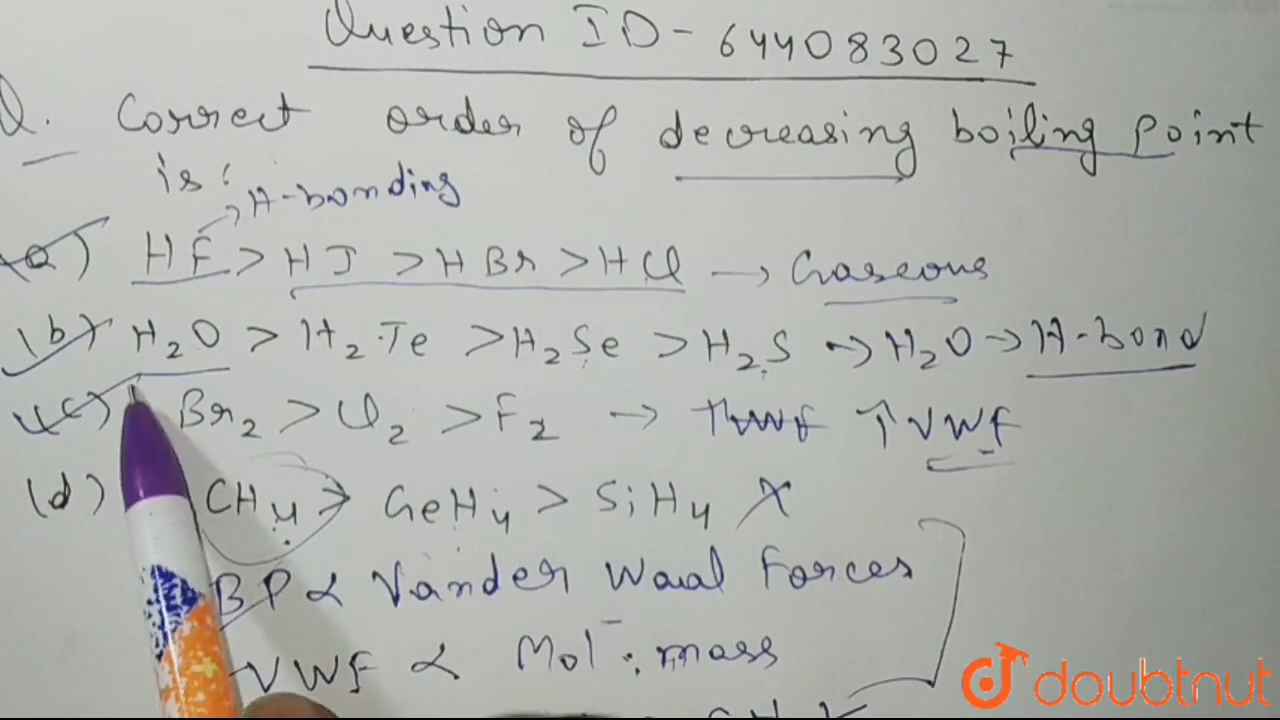 Question ID - 644083027
Q. Correct order of decreasing boiling point
is:
→ H-bonding
(a) HF > HI > HBr > HCl → Gaseous
(b) H₂O > H₂Te > H₂Se > H₂S → H₂O → H-bond
(c) Br₂ > Cl₂ > F₂ → ↑VWF
(d) CH₄ > GeH₄ > SiH₄ X
BP ∝ Vander Waal Forces
VWF ∝ Mol. mass
doubtnut